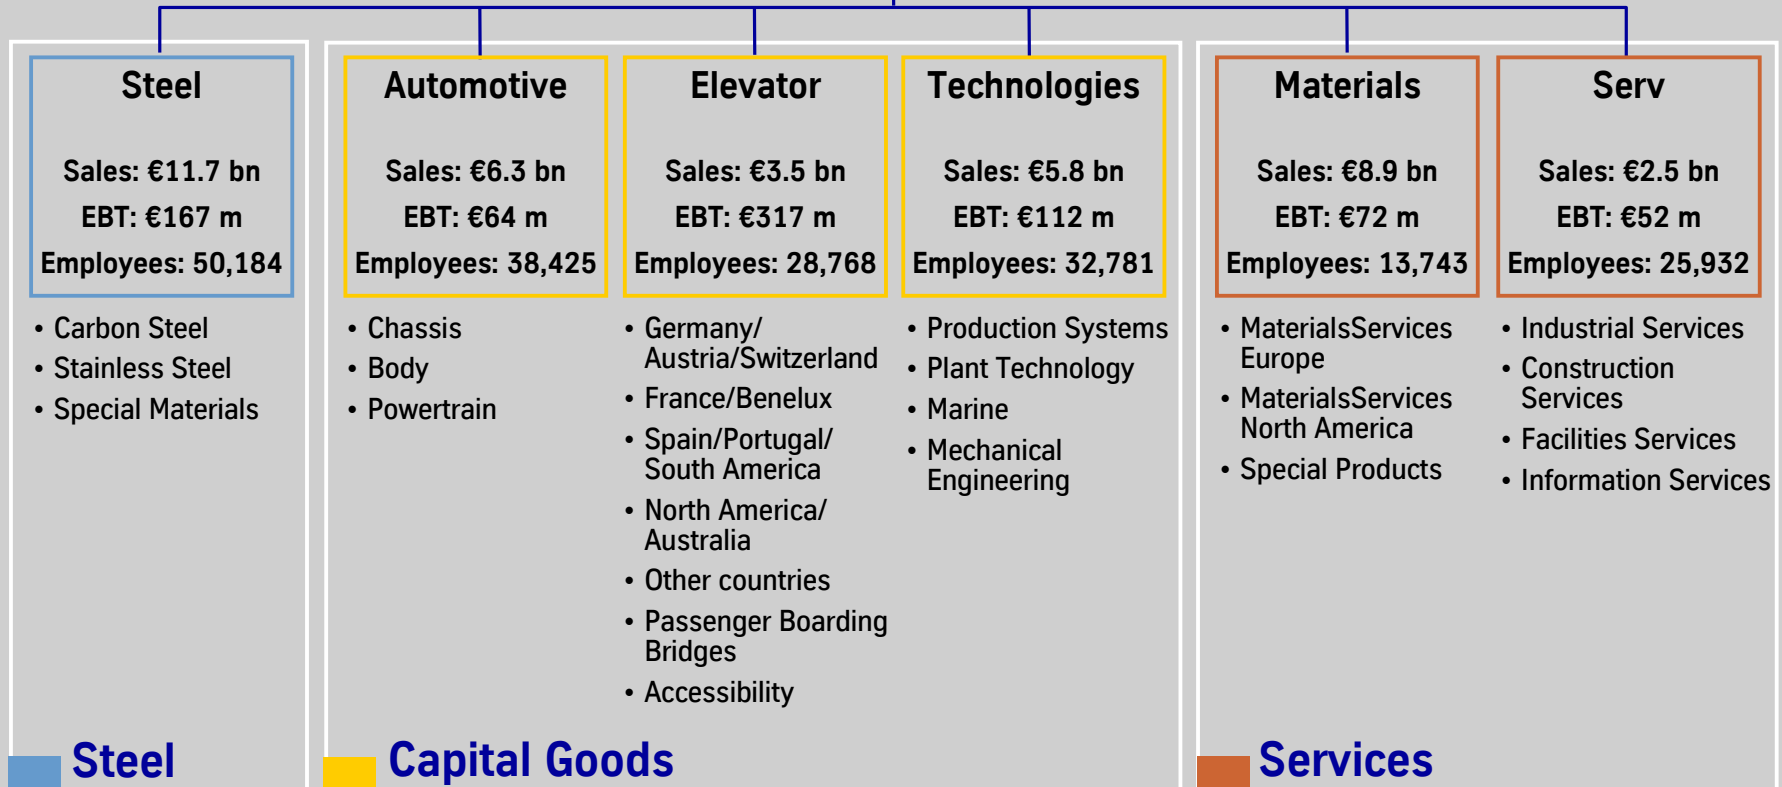 Steel
Sales: €11.7 bn
EBT: €167 m
Employees: 50,184
• Carbon Steel
• Stainless Steel
• Special Materials
Automotive
Sales: €6.3 bn
EBT: €64 m
Employees: 38,425
• Chassis
• Body
• Powertrain
Elevator
Sales: €3.5 bn
EBT: €317 m
Employees: 28,768
• Germany/
Austria/Switzerland
• France/Benelux
• Spain/Portugal/
South America
• North America/
Australia
• Other countries
• Passenger Boarding
Bridges
• Accessibility
Technologies
Sales: €5.8 bn
EBT: €112 m
Employees: 32,781
• Production Systems
• Plant Technology
• Marine
• Mechanical
Engineering
Materials
Sales: €8.9 bn
EBT: €72 m
Employees: 13,743
• MaterialsServices
Europe
• MaterialsServices
North America
• Special Products
Serv
Sales: €2.5 bn
EBT: €52 m
Employees: 25,932
• Industrial Services
• Construction
Services
• Facilities Services
• Information Services
Steel
Capital Goods
Services